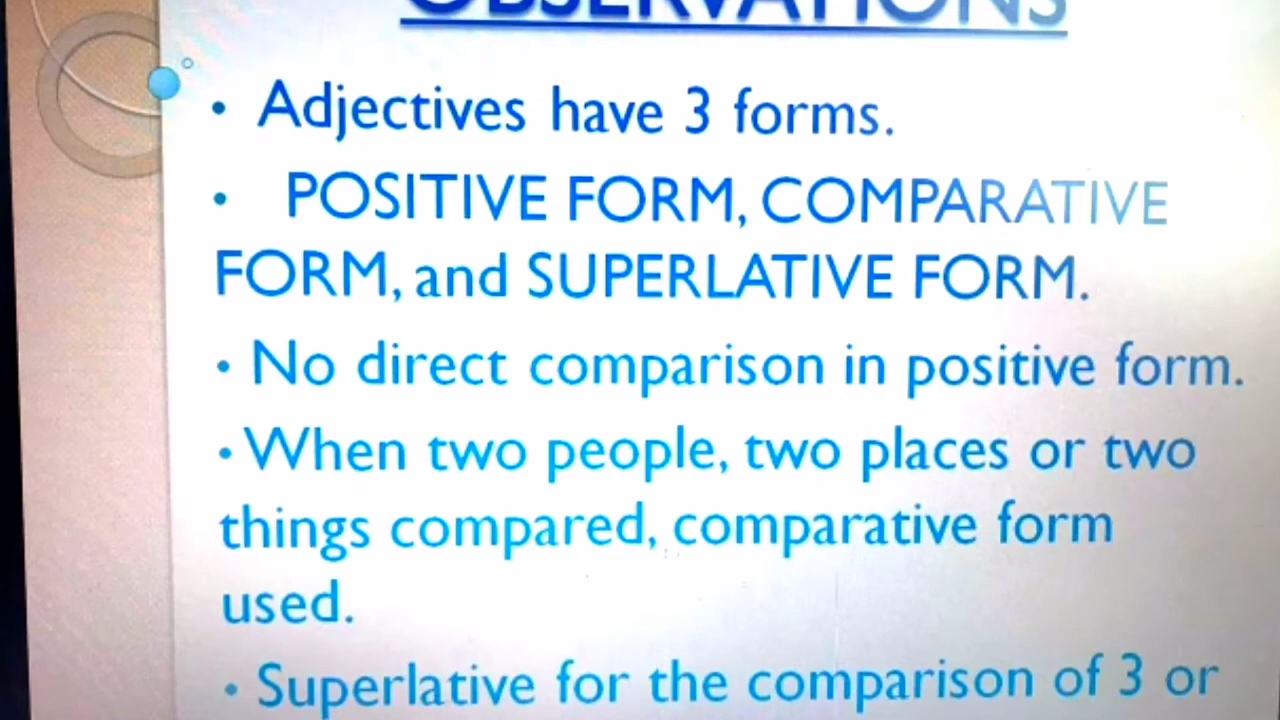 OBSERVATIONS
• Adjectives have 3 forms.
• POSITIVE FORM, COMPARATIVE
FORM, and SUPERLATIVE FORM.
• No direct comparison in positive form.
• When two people, two places or two
things compared, comparative form
used.
• Superlative for the comparison of 3 or